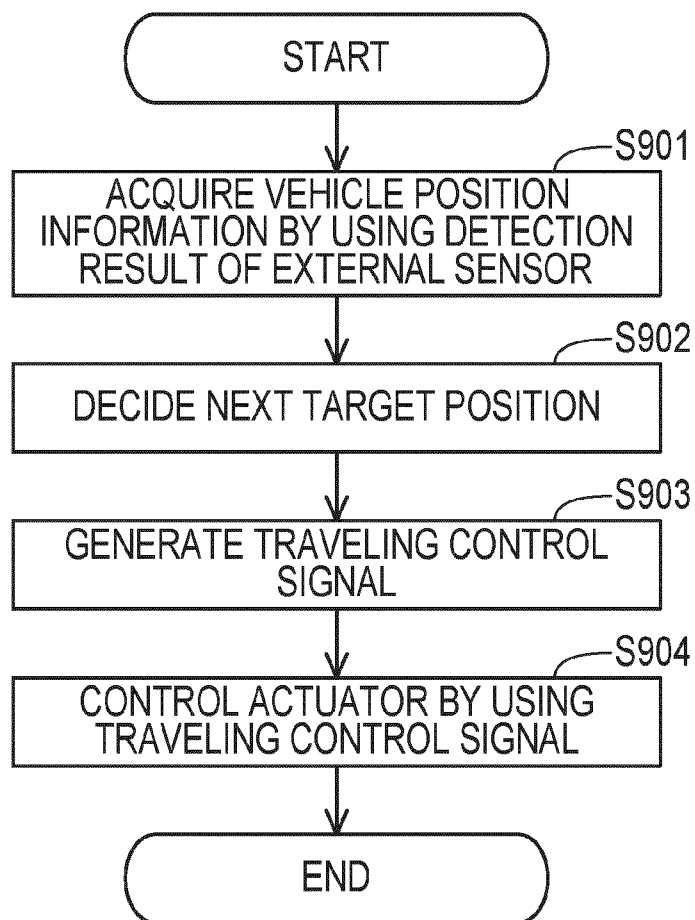 START
S901
ACQUIRE VEHICLE POSITION
INFORMATION BY USING DETECTION
RESULT OF EXTERNAL SENSOR
S902
DECIDE NEXT TARGET POSITION
S903
GENERATE TRAVELING CONTROL
SIGNAL
S904
CONTROL ACTUATOR BY USING
TRAVELING CONTROL SIGNAL
END